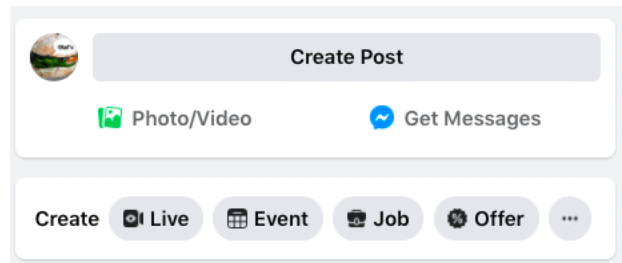 Create Post
Photo/Video Get Messages
Create Live Event Job Offer ...